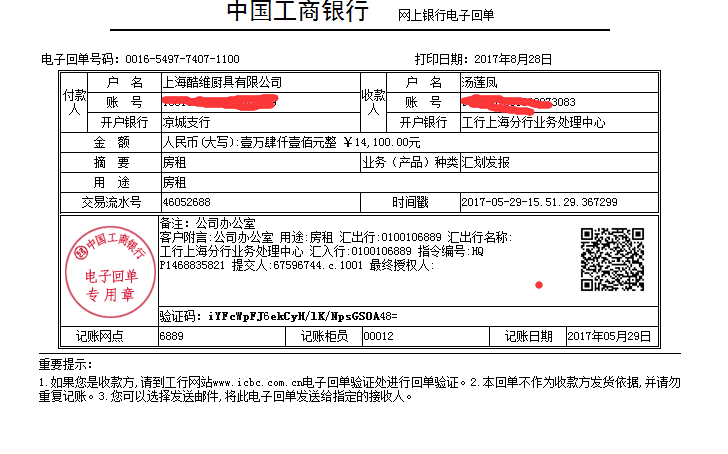 中国工商银行 网上银行电子回单
电子回单号码：0016-5497-7407-1100 打印日期：2017年8月28日
付款人 户 名 上海酷维厨具有限公司 收款人 户 名 汤莲凤
账 号 账 号 3083
开户银行 凉城支行 开户银行 工行上海分行业务处理中心
金 额 人民币(大写):壹万肆仟壹佰元整 ￥14,100.00元
摘 要 房租 业务（产品）种类 汇划发报
用 途 房租
交易流水号 46052688 时间戳 2017-05-29-15.51.29.367299
备注：公司办公室
客户附言:公司办公室 用途:房租 汇出行:0100106889 汇出行名称:
工行上海分行业务处理中心 汇入行:0100106889 指令编号:HQ
P1468835821 提交人:67596744.c.1001 最终授权人:
中国工商银行
电子回单
专用章
验证码：iYFcWpFJ6ekCyH/lK/NpsGSOA48=
记账网点 6889 记账柜员 00012 记账日期 2017年05月29日
重要提示：
1.如果您是收款方,请到工行网站www.icbc.com.cn电子回单验证处进行回单验证。2.本回单不作为收款方发货依据,并请勿
重复记账。3.您可以选择发送邮件,将此电子回单发送给指定的接收人。